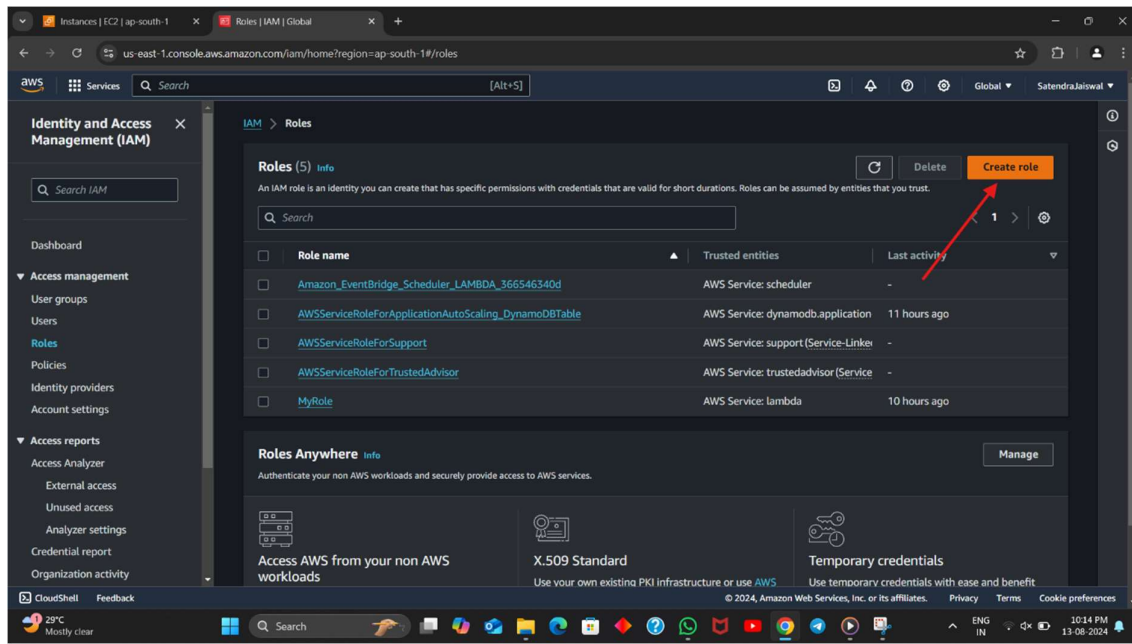 Instances | EC2 | ap-south-1
Roles | IAM | Global
us-east-1.console.aws.amazon.com/iam/home?region=ap-south-1#/roles
aws
Services
Search
[Alt+S]
Global
SatendraJaiswal
Identity and Access
Management (IAM)
Search IAM
Dashboard
Access management
User groups
Users
Roles
Policies
Identity providers
Account settings
Access reports
Access Analyzer
External access
Unused access
Analyzer settings
Credential report
Organization activity
IAM > Roles
Roles (5) Info
Delete
Create role
An IAM role is an identity you can create that has specific permissions with credentials that are valid for short durations. Roles can be assumed by entities that you trust.
Search
1
Role name Trusted entities Last activity
Amazon_EventBridge_Scheduler_LAMBDA_366546340d AWS Service: scheduler -
AWSServiceRoleForApplicationAutoScaling_DynamoDBTable AWS Service: dynamodb.application 11 hours ago
AWSServiceRoleForSupport AWS Service: support (Service-Linke -
AWSServiceRoleForTrustedAdvisor AWS Service: trustedadvisor (Service -
MyRole AWS Service: lambda 10 hours ago
Roles Anywhere Info
Manage
Authenticate your non AWS workloads and securely provide access to AWS services.
Access AWS from your non AWS
workloads
X.509 Standard
Use your own existing PKI infrastructure or use AWS
Temporary credentials
Use temporary credentials with ease and benefit
CloudShell Feedback
© 2024, Amazon Web Services, Inc. or its affiliates. Privacy Terms Cookie preferences
1
29°C
Mostly clear
Search
ENG
IN
10:14 PM
13-08-2024